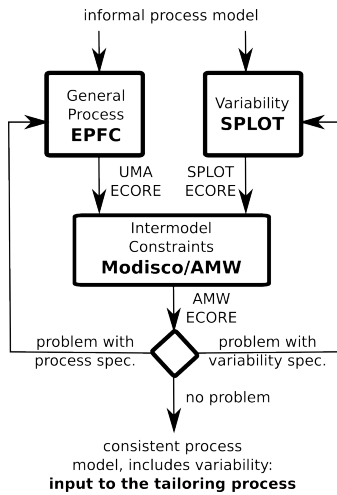 informal process model
General
Process
EPFC
Variability
SPLOT
UMA
ECORE
SPLOT
ECORE
Intermodel
Constraints
Modisco/AMW
AMW
ECORE
problem with
process spec.
problem with
variability spec.
no problem
consistent process
model, includes variability:
input to the tailoring process